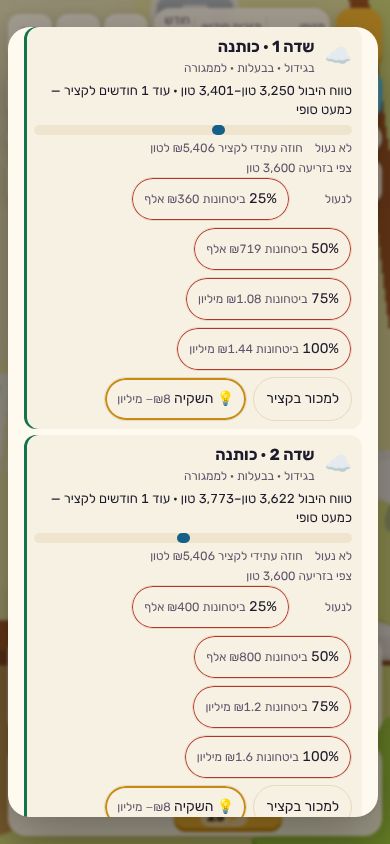 שדה 1 · כותנה
בגידול · בבעלות · לממגורה
טווח היבול 3,250 טון–3,401 טון · עוד 1 חודשים לקציר —
כמעט סופי
לא נעול חוזה עתידי לקציר ₪5,406 לטון
צפי בזריעה 3,600 טון
לנעול 25% ביטחונות ₪360 אלף
50% ביטחונות ₪719 אלף
75% ביטחונות ₪1.08 מיליון
100% ביטחונות ₪1.44 מיליון
למכור בקציר 💡 השקיה ₪8− מיליון
שדה 2 · כותנה
בגידול · בבעלות · לממגורה
טווח היבול 3,622 טון–3,773 טון · עוד 1 חודשים לקציר —
כמעט סופי
לא נעול חוזה עתידי לקציר ₪5,406 לטון
צפי בזריעה 3,600 טון
לנעול 25% ביטחונות ₪400 אלף
50% ביטחונות ₪800 אלף
75% ביטחונות ₪1.2 מיליון
100% ביטחונות ₪1.6 מיליון
למכור בקציר 💡 השקיה ₪8− מיליון